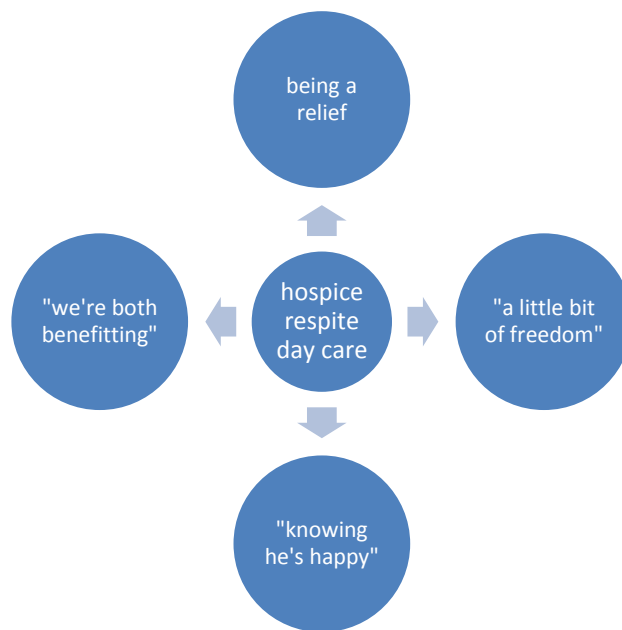 being a
relief
"we're both
benefitting"
hospice
respite
day care
"a little bit
of freedom"
"knowing
he's happy"